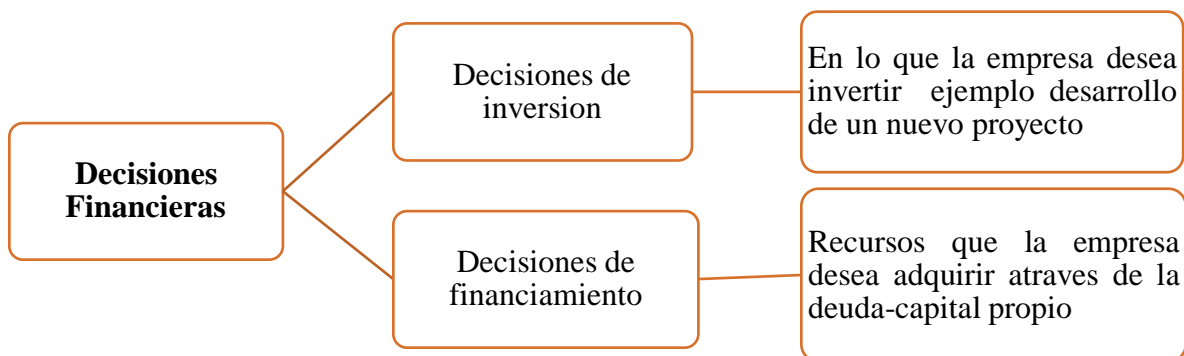 Decisiones
Financieras
Decisiones de
inversion
En lo que la empresa desea
invertir ejemplo desarrollo
de un nuevo proyecto
Decisiones de
financiamiento
Recursos que la empresa
desea adquirir atraves de la
deuda-capital propio